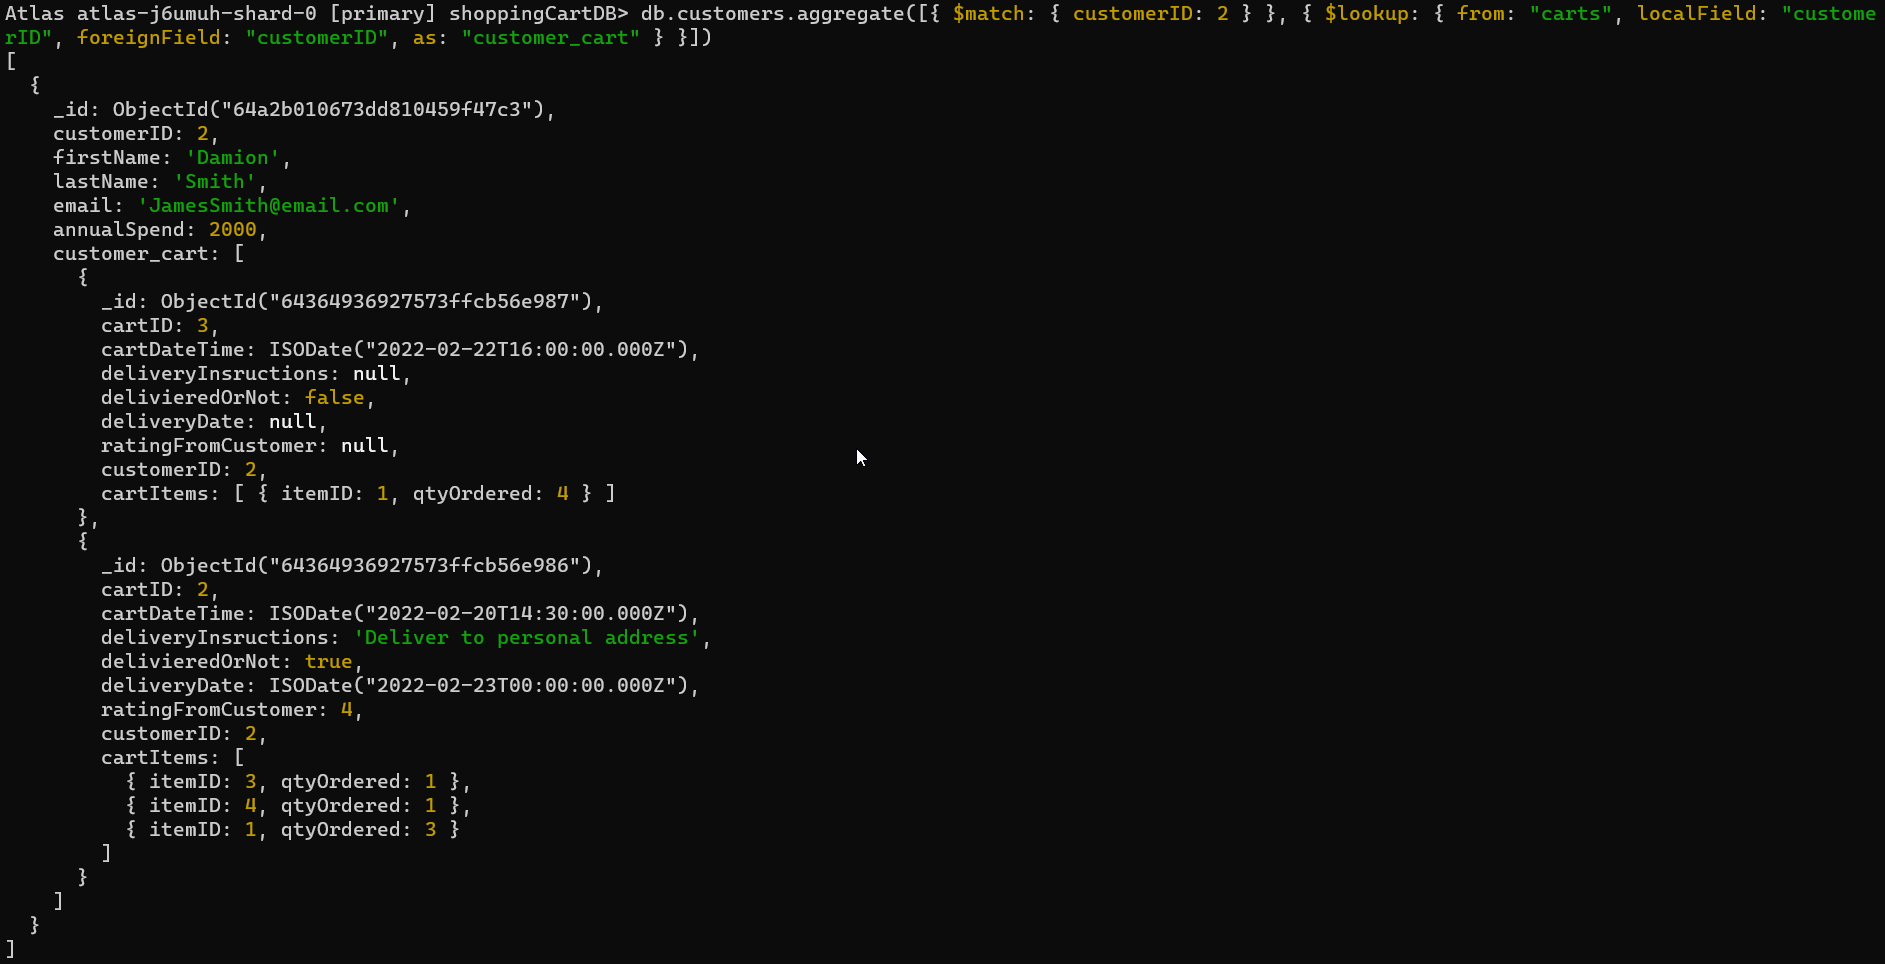 Atlas atlas-j6umuh-shard-0 [primary] shoppingCartDB> db.customers.aggregate([{ $match: { customerID: 2 } }, { $lookup: { from: "carts", localField: "custome
rID", foreignField: "customerID", as: "customer_cart" } }])
[
  {
    _id: ObjectId("64a2b010673dd810459f47c3"),
    customerID: 2,
    firstName: 'Damion',
    lastName: 'Smith',
    email: 'JamesSmith@email.com',
    annualSpend: 2000,
    customer_cart: [
      {
        _id: ObjectId("64364936927573ffcb56e987"),
        cartID: 3,
        cartDateTime: ISODate("2022-02-22T16:00:00.000Z"),
        deliveryInsructions: null,
        delivieredOrNot: false,
        deliveryDate: null,
        ratingFromCustomer: null,
        customerID: 2,
        cartItems: [ { itemID: 1, qtyOrdered: 4 } ]
      },
      {
        _id: ObjectId("64364936927573ffcb56e986"),
        cartID: 2,
        cartDateTime: ISODate("2022-02-20T14:30:00.000Z"),
        deliveryInsructions: 'Deliver to personal address',
        delivieredOrNot: true,
        deliveryDate: ISODate("2022-02-23T00:00:00.000Z"),
        ratingFromCustomer: 4,
        customerID: 2,
        cartItems: [
          { itemID: 3, qtyOrdered: 1 },
          { itemID: 4, qtyOrdered: 1 },
          { itemID: 1, qtyOrdered: 3 }
        ]
      }
    ]
  }
]